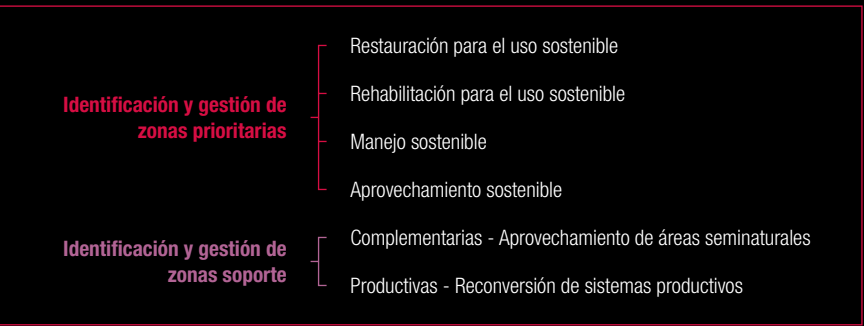 Identificación y gestión de
zonas prioritarias
Restauración para el uso sostenible
Rehabilitación para el uso sostenible
Manejo sostenible
Aprovechamiento sostenible
Identificación y gestión de
zonas soporte
Complementarias - Aprovechamiento de áreas seminaturales
Productivas - Reconversión de sistemas productivos